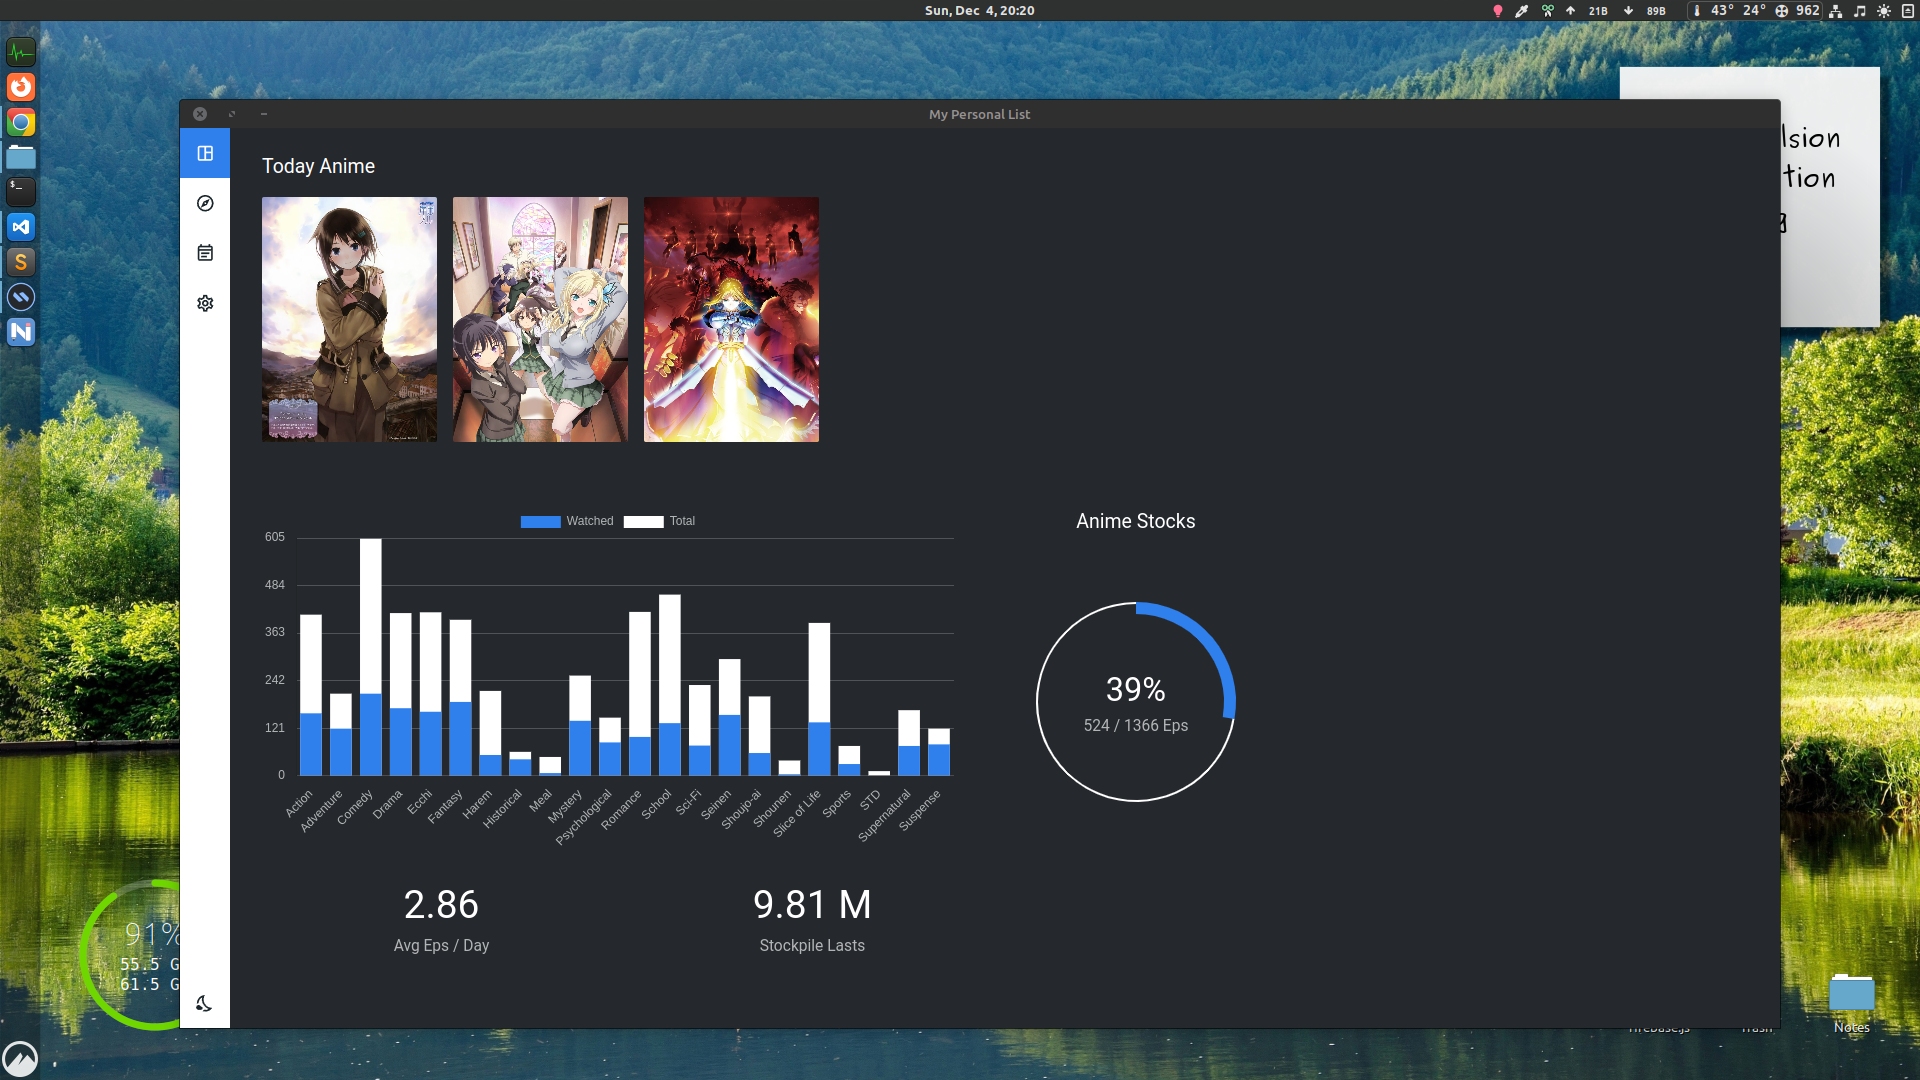 Sun, Dec 4, 20:20
21B
89B
43° 24°
962
lsion
tion
g
My Personal List
Today Anime
Watched
Total
605
484
363
242
121
0
Action
Adventure
Comedy
Drama
Ecchi
Fantasy
Harem
Historical
Meal
Mystery
Psychological
Romance
School
Sci-Fi
Seinen
Shoujo-ai
Shounen
Slice of Life
Sports
STD
Supernatural
Suspense
Anime Stocks
39%
524 / 1366 Eps
2.86
Avg Eps / Day
9.81 M
Stockpile Lasts
91%
55.5 G
61.5 G
firebase.js
Trash
Notes